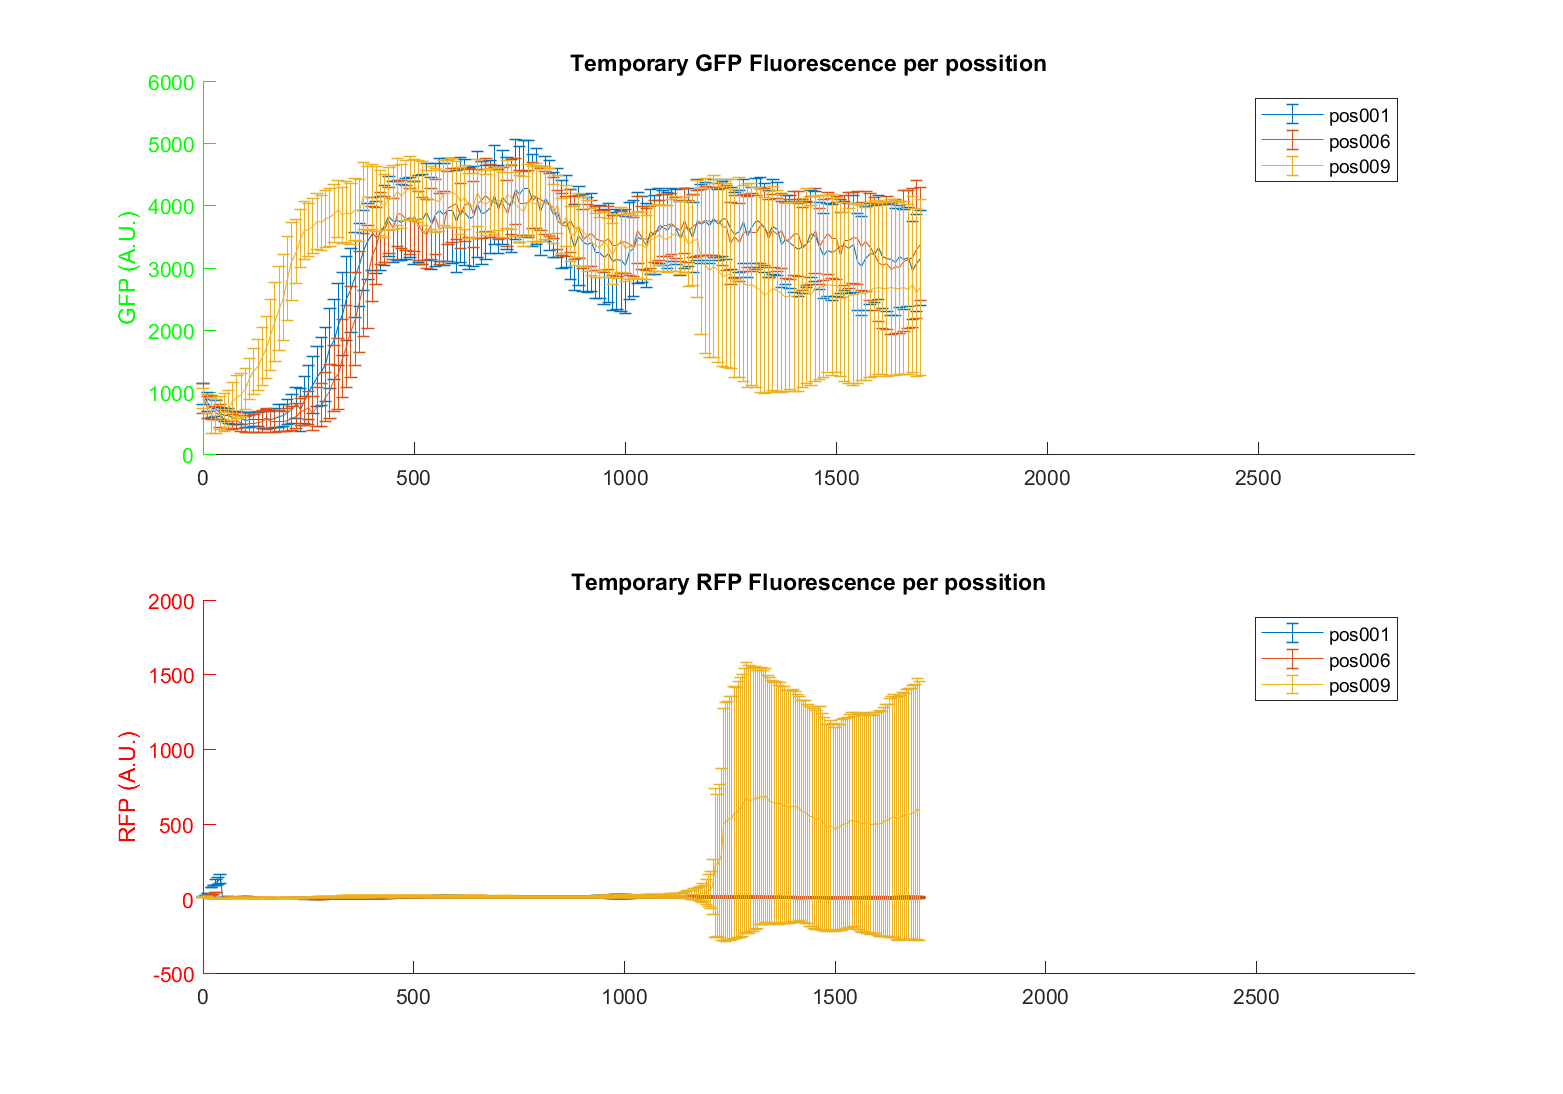 Temporary GFP Fluorescence per possition
6000
5000
4000
3000
2000
1000
0
GFP (A.U.)
0 500 1000 1500 2000 2500
pos001
pos006
pos009
Temporary RFP Fluorescence per possition
2000
1500
1000
500
0
-500
RFP (A.U.)
0 500 1000 1500 2000 2500
pos001
pos006
pos009